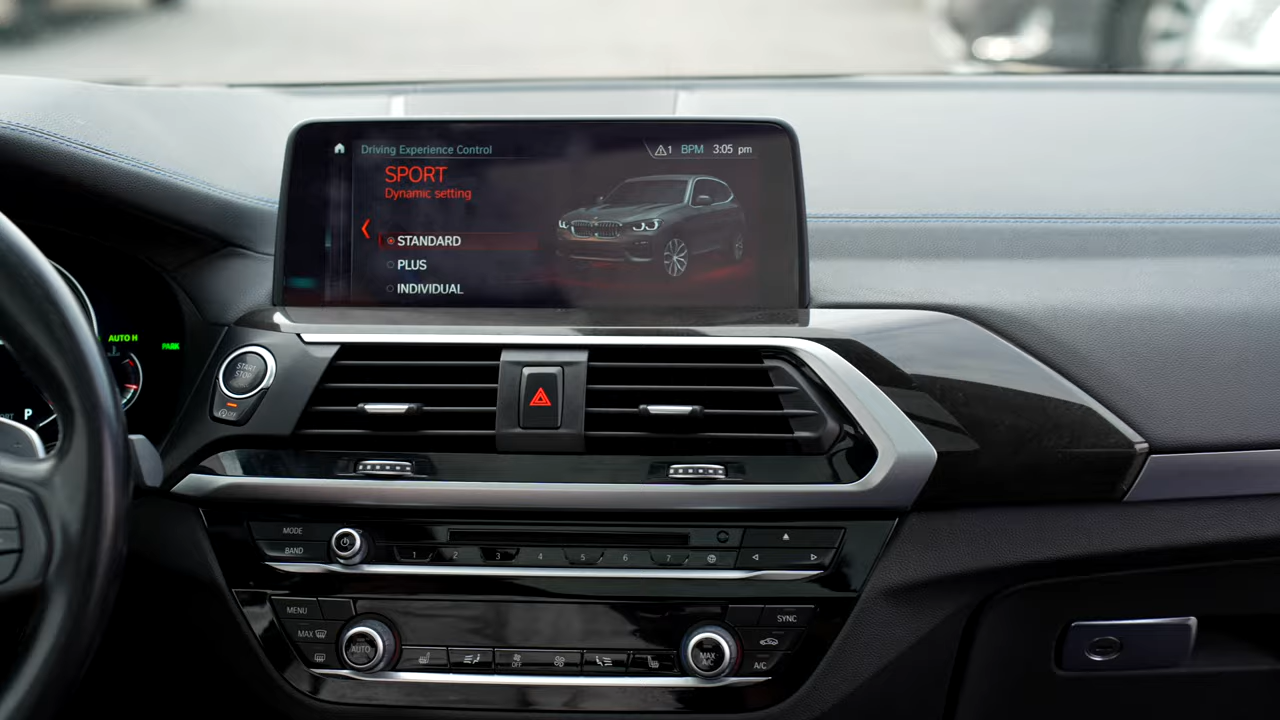 Driving Experience Control
1 BPM 3:05 pm
SPORT
Dynamic setting
STANDARD
PLUS
INDIVIDUAL
AUTO H
PARK
START
STOP
OFF
P
MODE
BAND
1 2 3 4 5 6 7
MENU
SYNC
MAX
AUTO
OFF
MAX
A/C
A/C